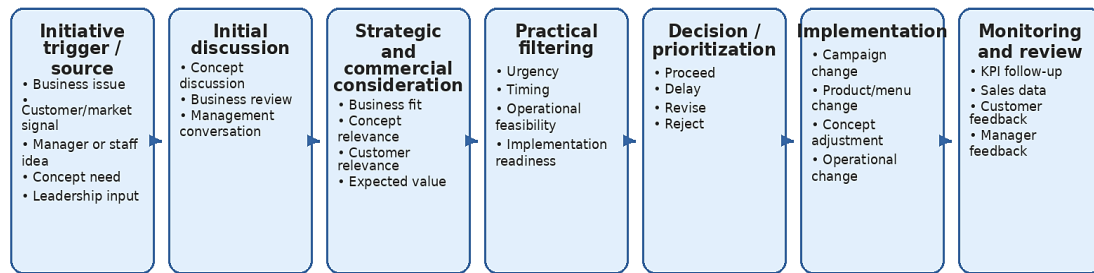 Initiative
trigger /
source
• Business issue
•
Customer/market
signal
• Manager or staff
idea
• Concept need
• Leadership input
Initial
discussion
• Concept
discussion
• Business review
• Management
conversation
Strategic
and
commercial
consideration
• Business fit
• Concept
relevance
• Customer
relevance
• Expected value
Practical
filtering
• Urgency
• Timing
• Operational
feasibility
• Implementation
readiness
Decision /
prioritization
• Proceed
• Delay
• Revise
• Reject
Implementation
• Campaign
change
• Product/menu
change
• Concept
adjustment
• Operational
change
Monitoring
and review
• KPI follow-up
• Sales data
• Customer
feedback
• Manager
feedback